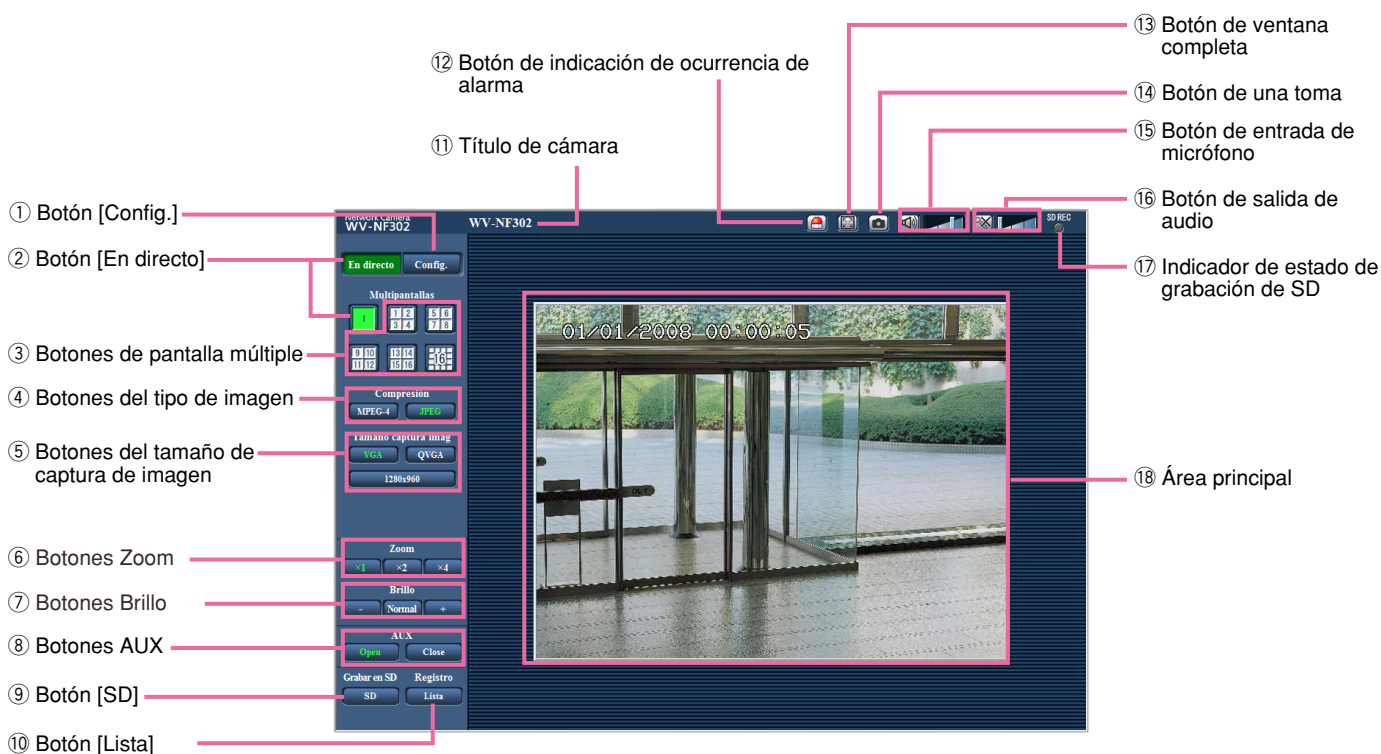 ⑬ Botón de ventana
completa
⑫ Botón de indicación de ocurrencia de
alarma
⑭ Botón de una toma
⑪ Título de cámara
⑮ Botón de entrada de
micrófono
⑯ Botón de salida de
audio
⑰ Indicador de estado de
grabación de SD
⑱ Área principal
① Botón [Config.]
② Botón [En directo]
③ Botones de pantalla múltiple
④ Botones del tipo de imagen
⑤ Botones del tamaño de
captura de imagen
⑥ Botones Zoom
⑦ Botones Brillo
⑧ Botones AUX
⑨ Botón [SD]
⑩ Botón [Lista]
Network Camera
WV-NF302
WV-NF302
SD REC
En directo Config.
Multipantallas
1
1 2
3 4
5 6
7 8
9 10
11 12
13 14
15 16
16
Compresión
MPEG-4 JPEG
Tamaño captura imag
VGA QVGA
1280x960
Zoom
×1 ×2 ×4
Brillo
- Normal +
AUX
Open Close
Grabar en SD Registro
SD Lista
01/01/2008 00:00:05
OUT